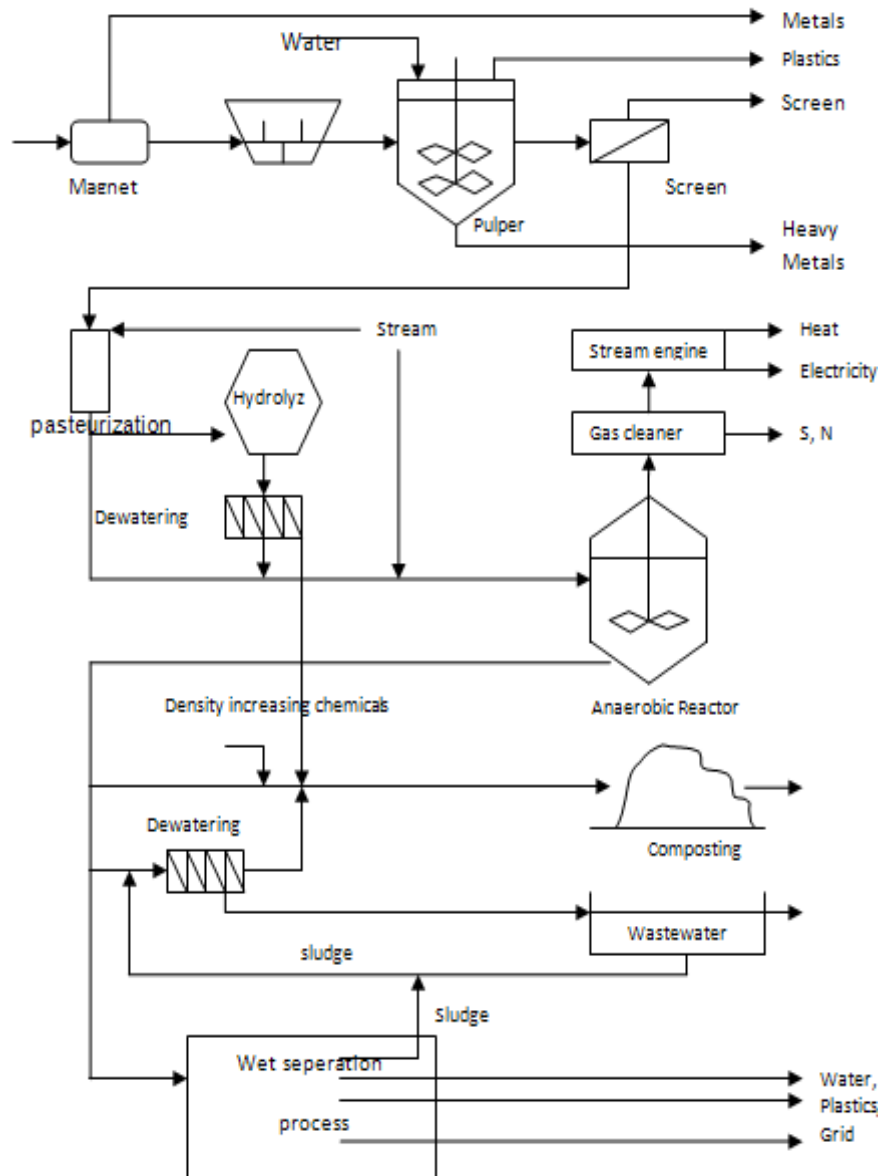 Metals
Water
Plastics
Screen
Magnet
Screen
Pulper
Heavy
Metals
Stream
Heat
Stream engine
Electricity
Hydrolyz
pasteurization
Gas cleaner
S, N
Dewatering
Density increasing chemicals
Anaerobic Reactor
Dewatering
Composting
Wastewater
sludge
Sludge
Wet seperation
process
Water,
Plastics,
Grid